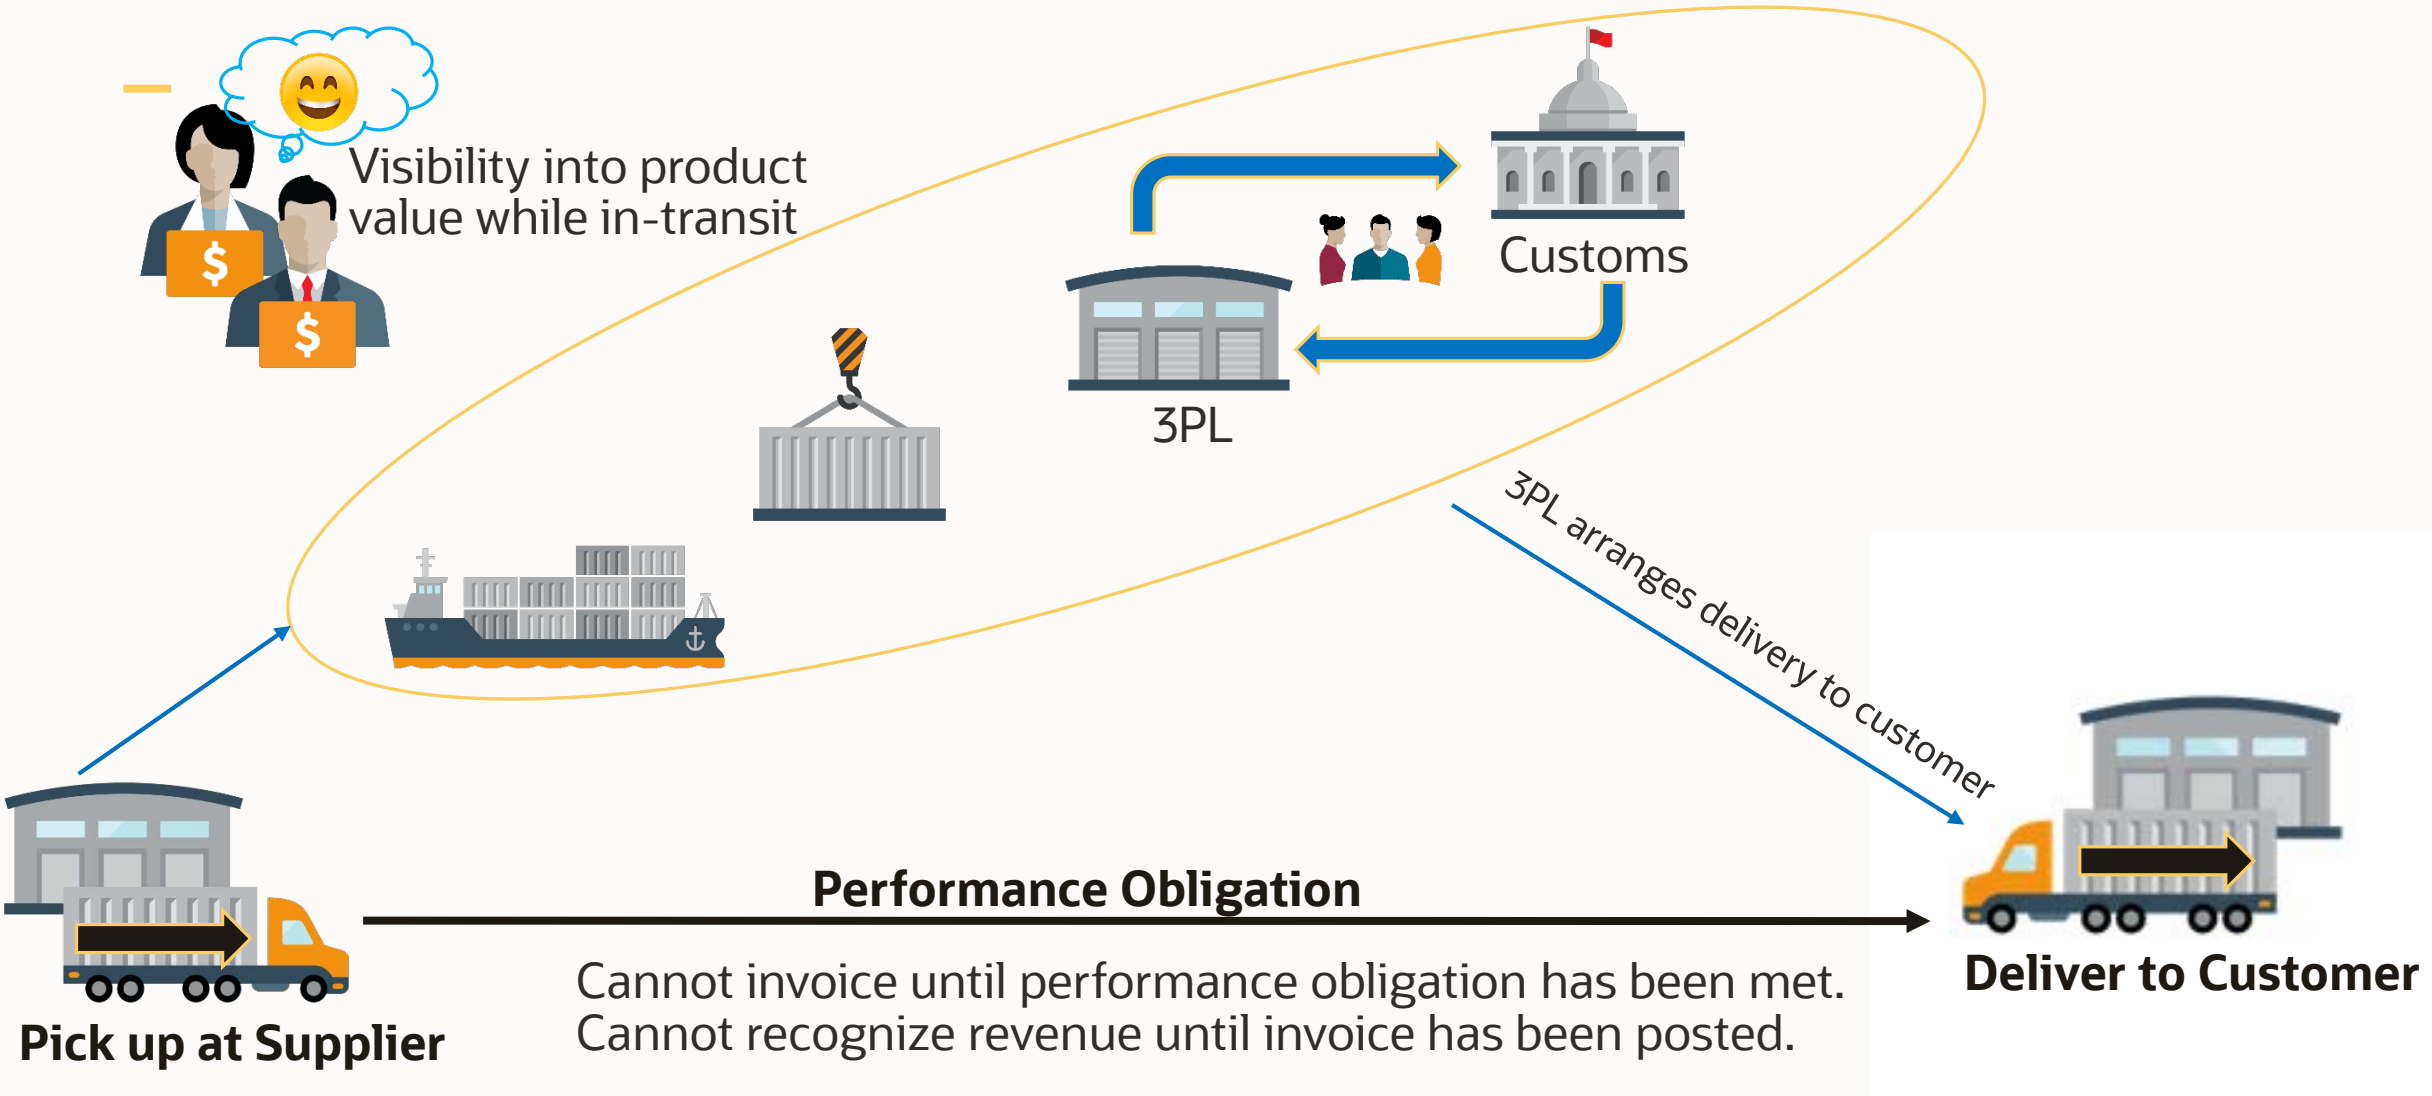 Visibility into product
value while in-transit
$
$
Customs
3PL
3PL arranges delivery to customer
Performance Obligation
Cannot invoice until performance obligation has been met.
Cannot recognize revenue until invoice has been posted.
Pick up at Supplier
Deliver to Customer